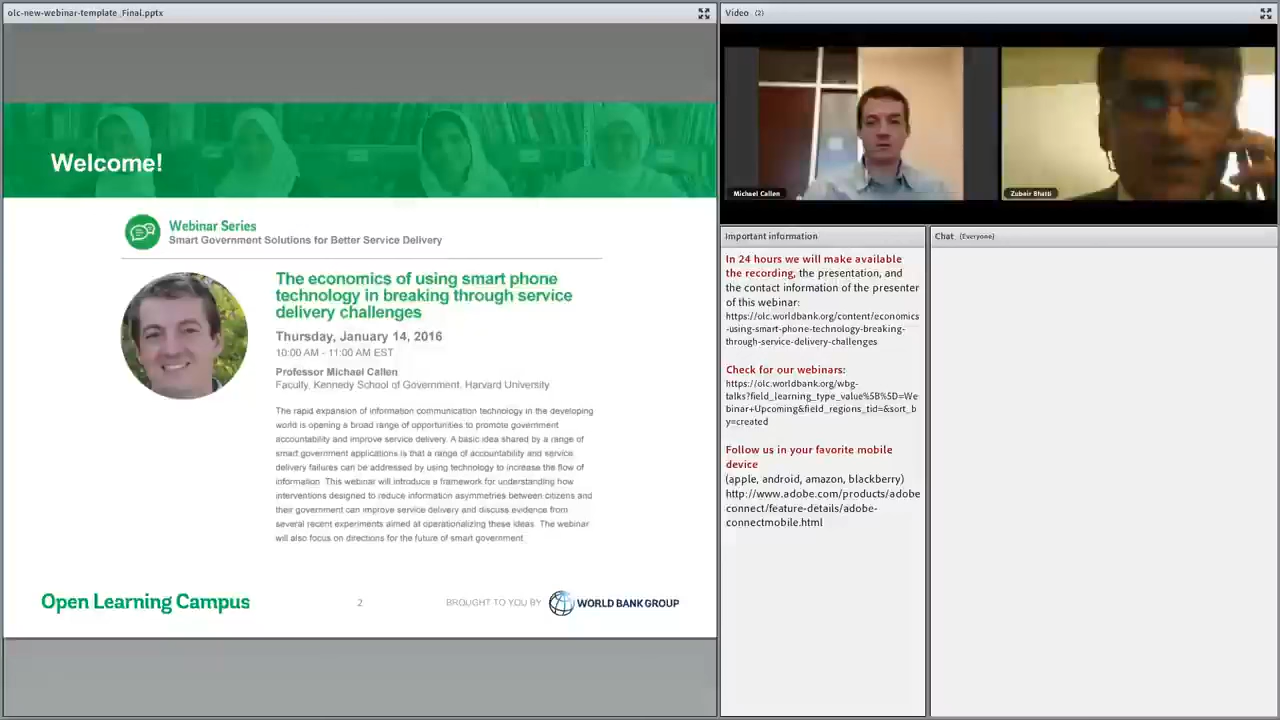 olc-new-webinar-template_Final.pptx
Welcome!
Webinar Series
Smart Government Solutions for Better Service Delivery
The economics of using smart phone
technology in breaking through service
delivery challenges
Thursday, January 14, 2016
10:00 AM - 11:00 AM EST
Professor Michael Callen
Faculty, Kennedy School of Government, Harvard University
The rapid expansion of information communication technology in the developing
world is opening a broad range of opportunities to promote government
accountability and improve service delivery. A basic idea shared by a range of
smart government applications is that a range of accountability and service
delivery failures can be addressed by using technology to increase the flow of
information. This webinar will introduce a framework for understanding how
interventions designed to reduce information asymmetries between citizens and
their government can improve service delivery and discuss evidence from
several recent experiments aimed at operationalizing these ideas. The webinar
will also focus on directions for the future of smart government
Open Learning Campus
2
BROUGHT TO YOU BY
WORLD BANK GROUP
Video (2)
Michael Callen
Zubair Bhatti
Important information
In 24 hours we will make available
the recording, the presentation, and
the contact information of the presenter
of this webinar:
https://olc.worldbank.org/content/economics
-using-smart-phone-technology-breaking-
through-service-delivery-challenges
Check for our webinars:
https://olc.worldbank.org/wbg-
talks?field_learning_type_value%5B%5D=We
binar+Upcoming&field_regions_tid=&sort_b
y=created
Follow us in your favorite mobile
device
(apple, android, amazon, blackberry)
http://www.adobe.com/products/adobe
connect/feature-details/adobe-
connectmobile.html
Chat (Everyone)